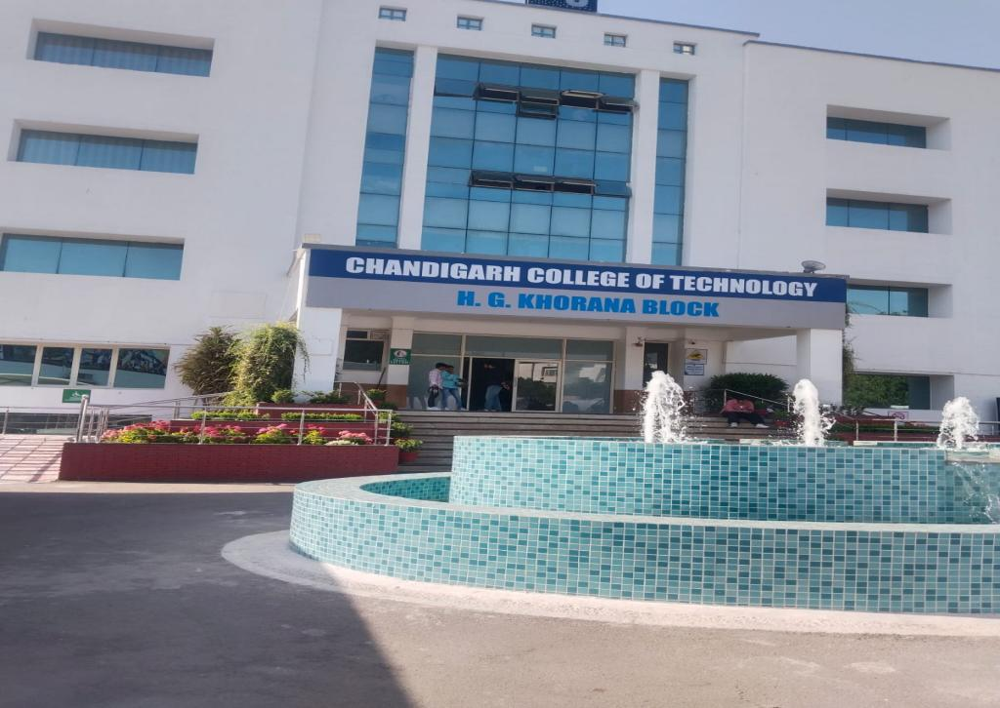 CHANDIGARH COLLEGE OF TECHNOLOGY
H. G. KHORANA BLOCK